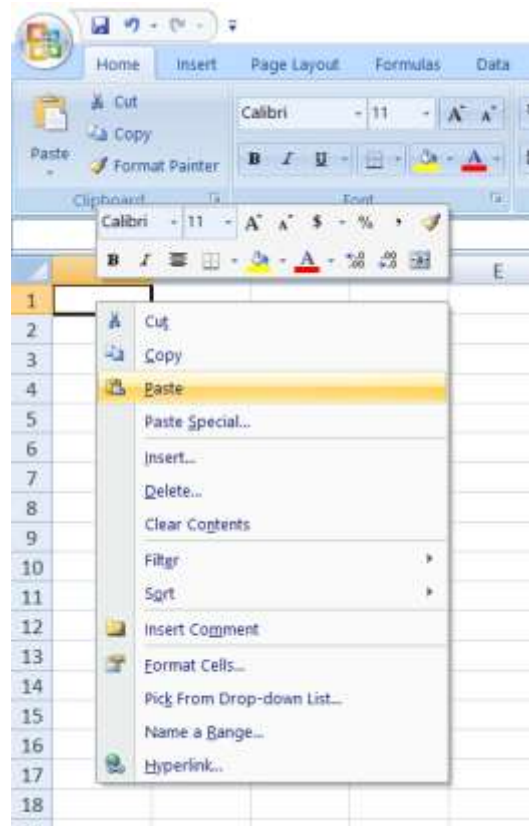 Home Insert Page Layout Formulas Data
Cut
Copy
Paste
Format Painter
Calibri 11 A A
B I U A
Clipboard Font
Calibri 11 A A $ % ,
B I A
E
1
2
3
4
5
6
7
8
9
10
11
12
13
14
15
16
17
18
Cut
Copy
Paste
Paste Special...
Insert...
Delete...
Clear Contents
Filter
Sort
Insert Comment
Format Cells...
Pick From Drop-down List...
Name a Range...
Hyperlink...